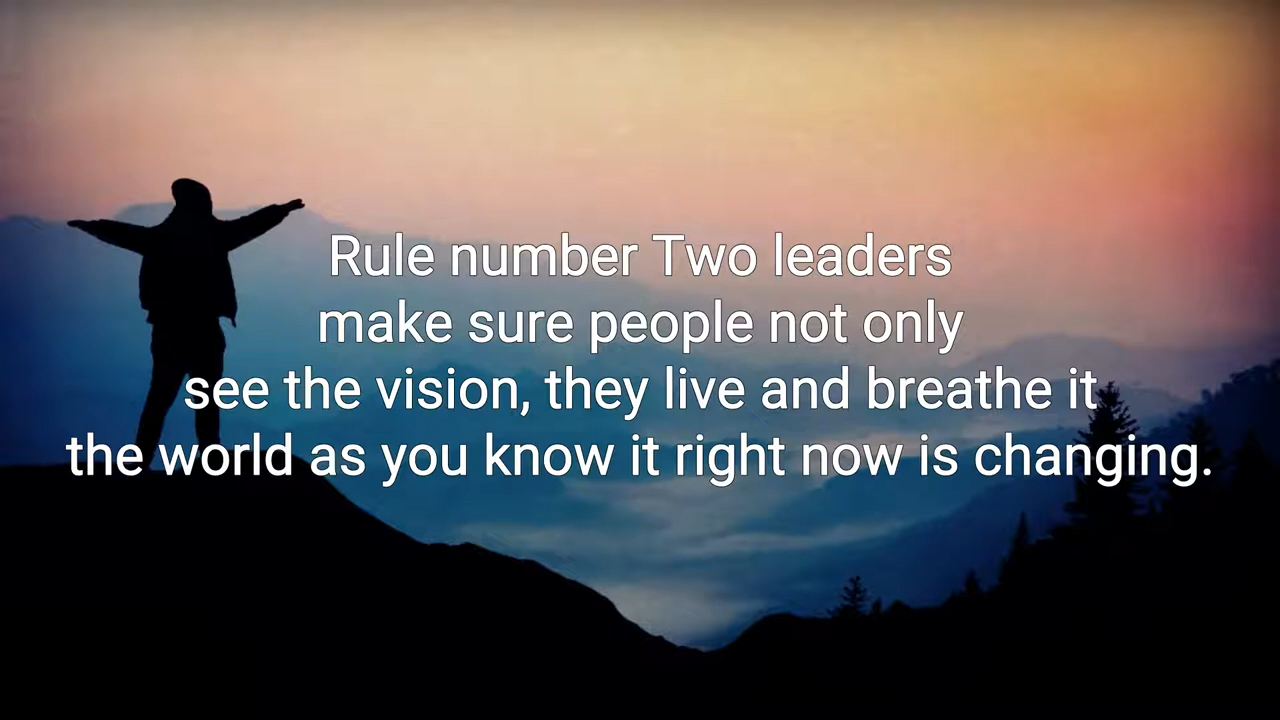 Rule number Two leaders
make sure people not only
see the vision, they live and breathe it
the world as you know it right now is changing.